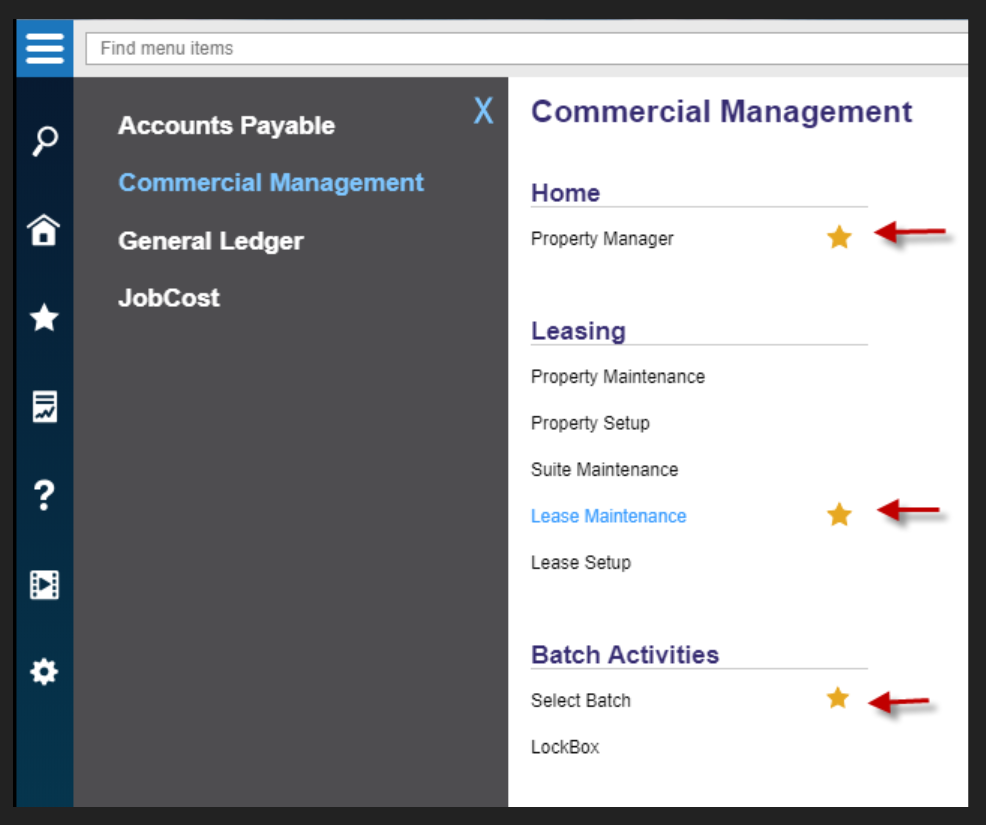 Find menu items
Accounts Payable
X
Commercial Management
General Ledger
JobCost
Commercial Management
Home
Property Manager
Leasing
Property Maintenance
Property Setup
Suite Maintenance
Lease Maintenance
Lease Setup
Batch Activities
Select Batch
LockBox
?